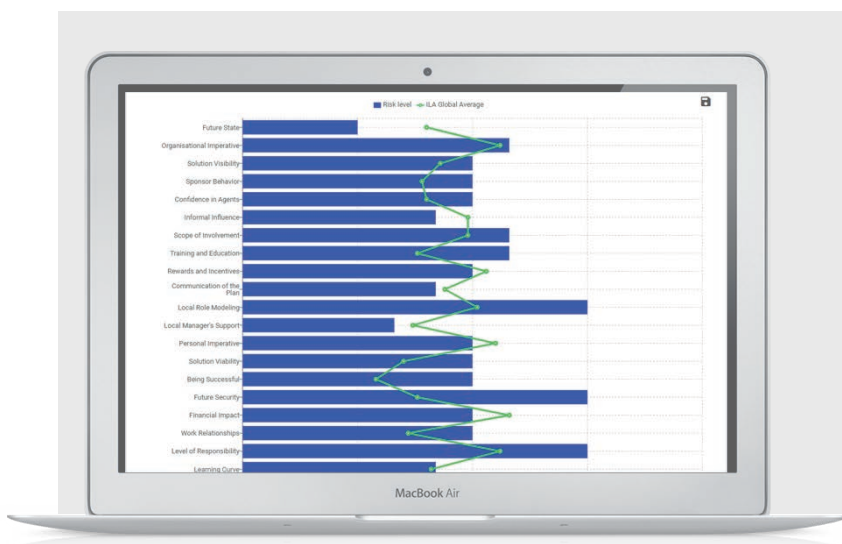 Risk level ILA Global Average
Future State
Organisational Imperative
Solution Visibility
Sponsor Behavior
Confidence in Agents
Informal Influence
Scope of Involvement
Training and Education
Rewards and Incentives
Communication of the
Plan
Local Role Modeling
Local Manager's Support
Personal Imperative
Solution Viability
Being Successful
Future Security
Financial Impact
Work Relationships
Level of Responsibility
Learning Curve
MacBook Air